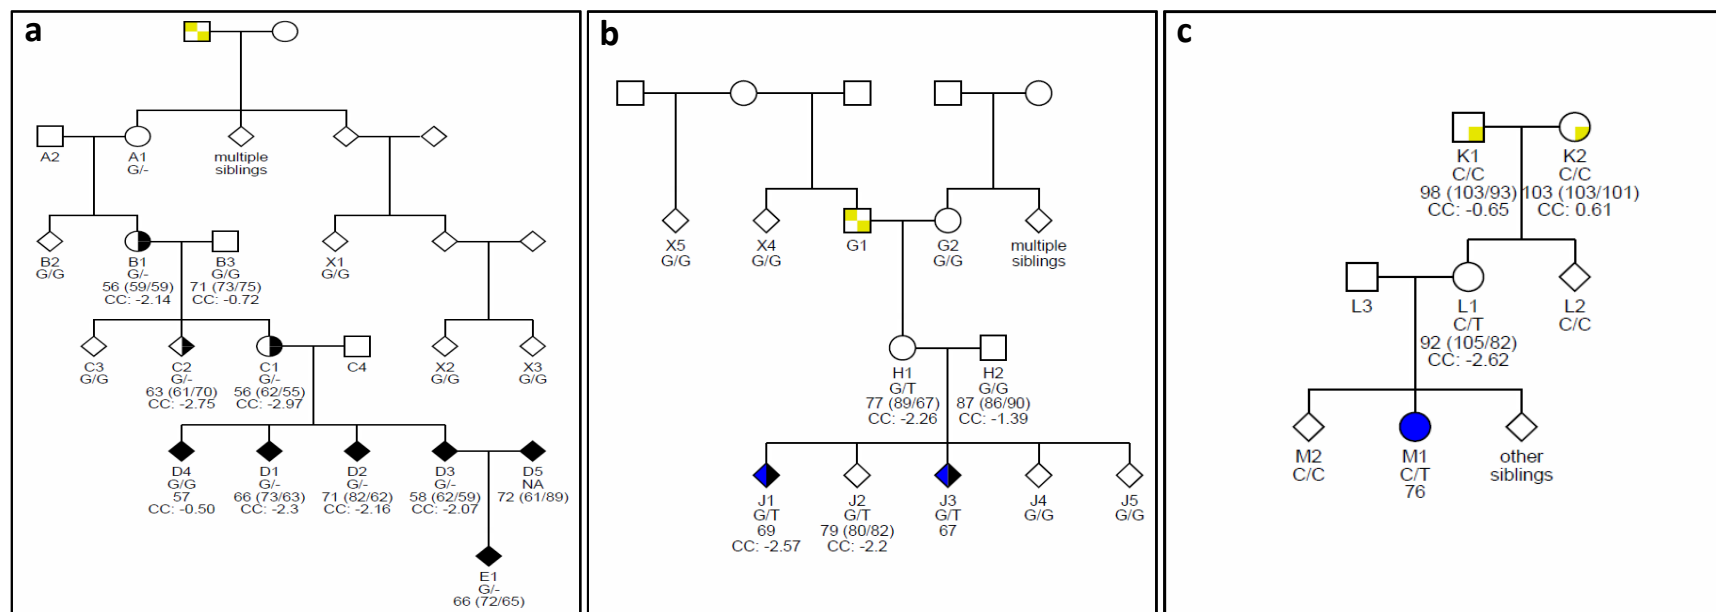 a
A2
A1
G/-
multiple
siblings
B2
G/G
B1
G/-
56 (59/59)
CC: -2.14
B3
G/G
71 (73/75)
CC: -0.72
X1
G/G
C3
G/G
C2
G/-
63 (61/70)
CC: -2.75
C1
G/-
56 (62/55)
CC: -2.97
C4
X2
G/G
X3
G/G
D4
G/G
57
CC: -0.50
D1
G/-
66 (73/63)
CC: -2.3
D2
G/-
71 (82/62)
CC: -2.16
D3
G/-
58 (62/59)
CC: -2.07
D5
NA
72 (61/89)
E1
G/-
66 (72/65)
b
X5
G/G
X4
G/G
G1
G2
G/G
multiple
siblings
H1
G/T
77 (89/67)
CC: -2.26
H2
G/G
87 (86/90)
CC: -1.39
J1
G/T
69
CC: -2.57
J2
G/T
79 (80/82)
CC: -2.2
J3
G/T
67
J4
G/G
J5
G/G
c
K1
C/C
98 (103/93)
CC: -0.65
K2
C/C
103 (103/101)
CC: 0.61
L3
L1
C/T
92 (105/82)
CC: -2.62
L2
C/C
M2
C/C
M1
C/T
76
other
siblings